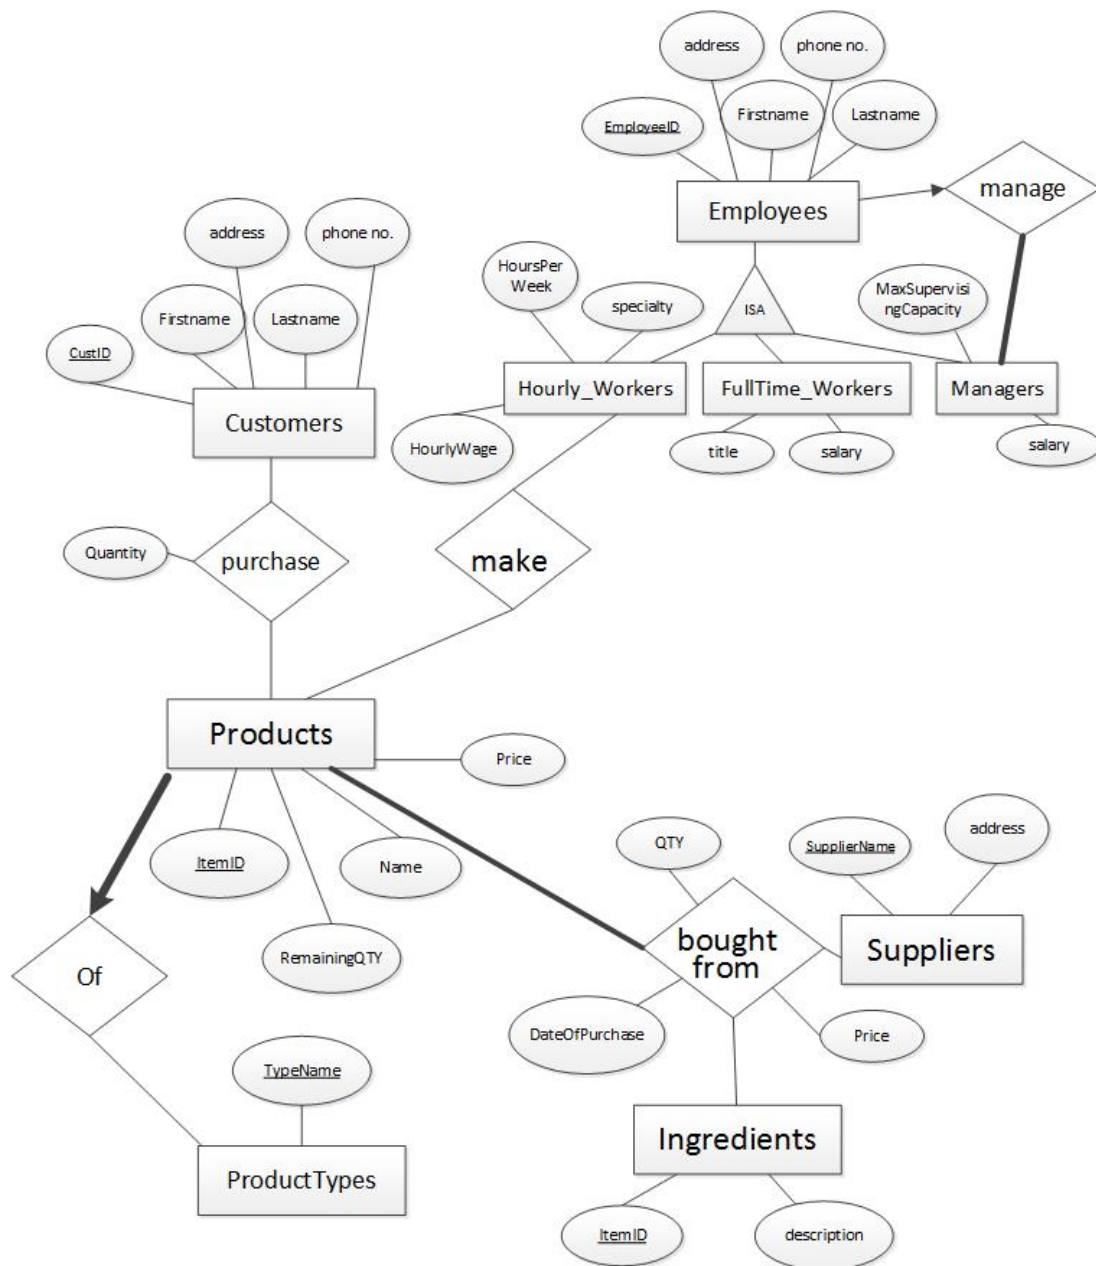 address
phone no.
EmployeeID
Firstname
Lastname
manage
Employees
address
phone no.
HoursPer
Week
specialty
ISA
MaxSupervisi
ngCapacity
Firstname
Lastname
CustID
Customers
Hourly_Workers
FullTime_Workers
Managers
HourlyWage
title
salary
salary
Quantity
purchase
make
Products
Price
ItemID
Name
RemainingQTY
QTY
SupplierName
address
bought
from
Suppliers
Of
DateOfPurchase
Price
TypeName
ProductTypes
Ingredients
ItemID
description